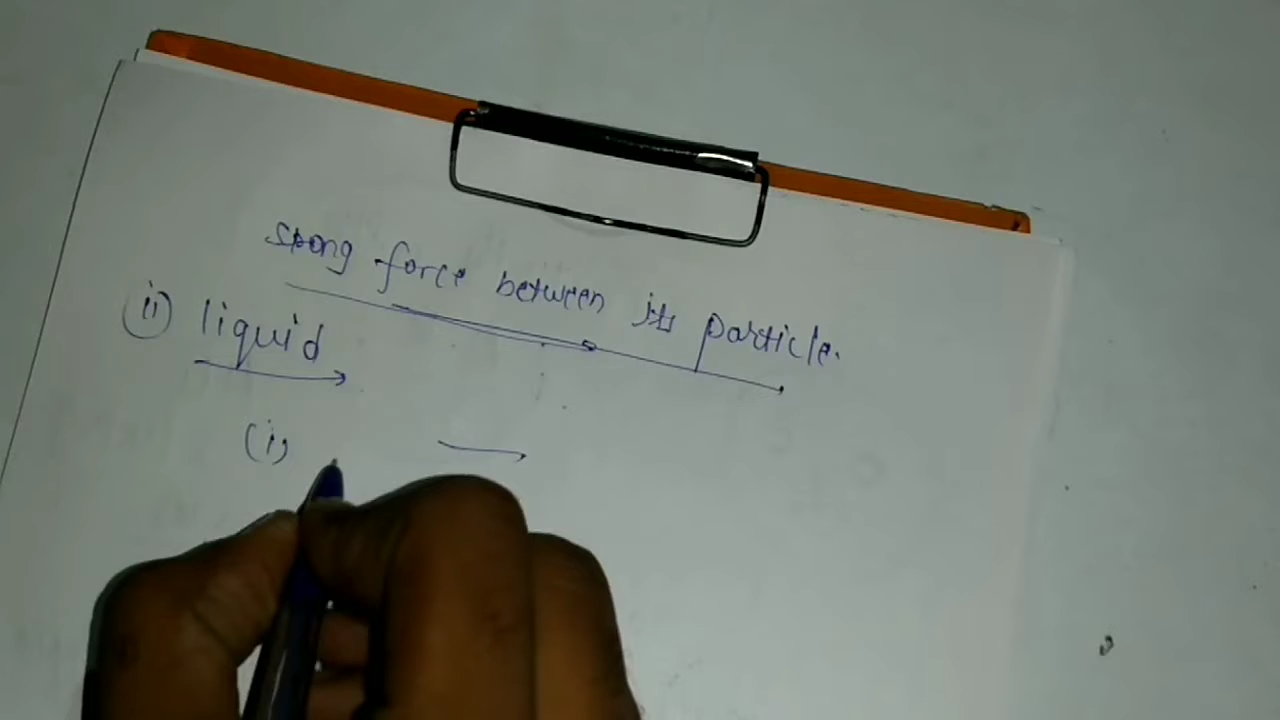 strong force between its particle.
(ii) liquid
(i)